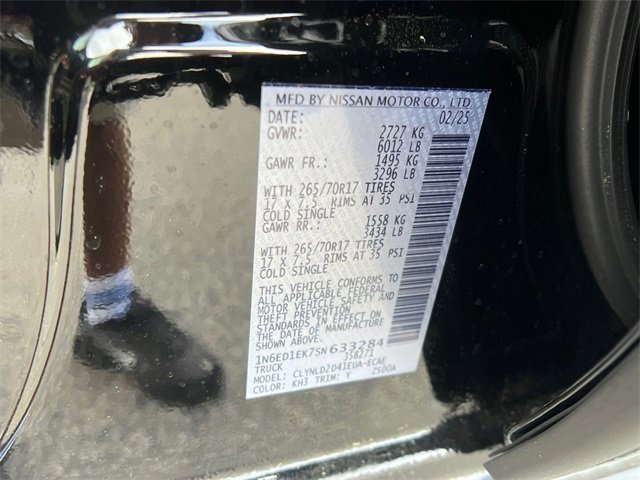 MFD BY NISSAN MOTOR CO., LTD
DATE: 02/25
GVWR: 2727 KG
6012 LB
GAWR FR.: 1495 KG
3296 LB
WITH 265/70R17 TIRES
17 X 7.5 RIMS AT 35 PSI
COLD SINGLE
GAWR RR.: 1558 KG
3434 LB
WITH 265/70R17 TIRES
17 X 7.5 RIMS AT 35 PSI
COLD SINGLE
THIS VEHICLE CONFORMS TO
ALL APPLICABLE FEDERAL
MOTOR VEHICLE SAFETY AND
THEFT PREVENTION
STANDARDS IN EFFECT ON
THE DATE OF MANUFACTURE
SHOWN ABOVE.
1N6ED1EK7SN633284
TRUCK 358271
MODEL: CLYNLD2D41EUA-ECAE
COLOR: KH3 TRIM: Y 2500A